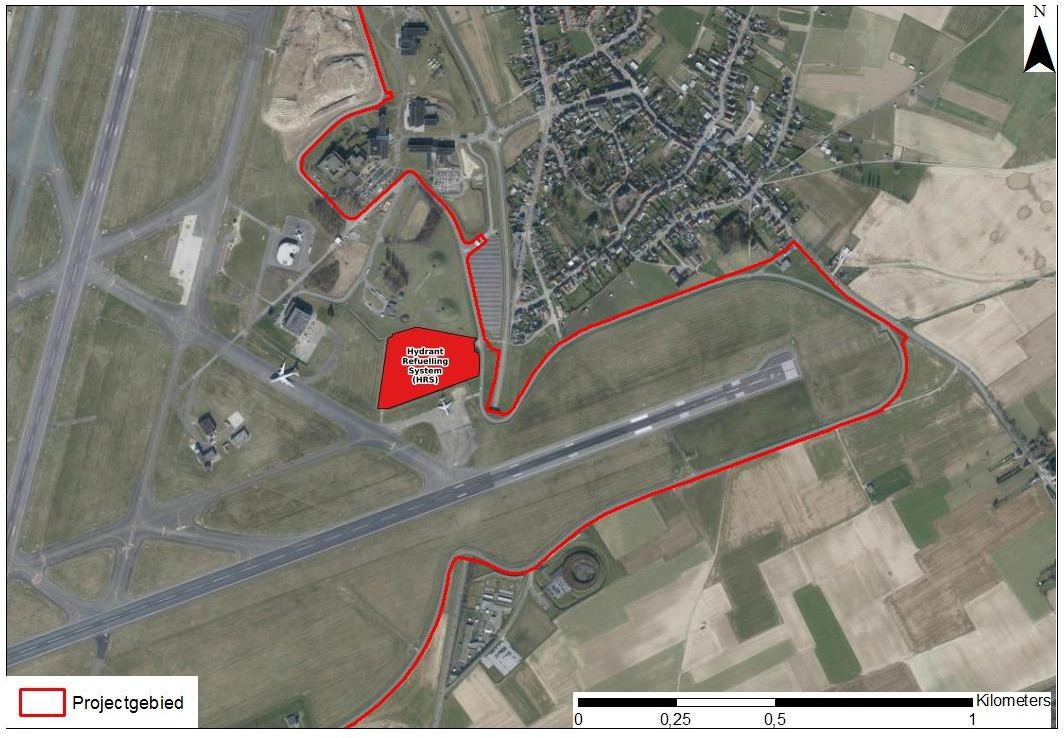 N
Hydrant
Refuelling
System
(HRS)
Projectgebied
Kilometers
0 0,25 0,5 1